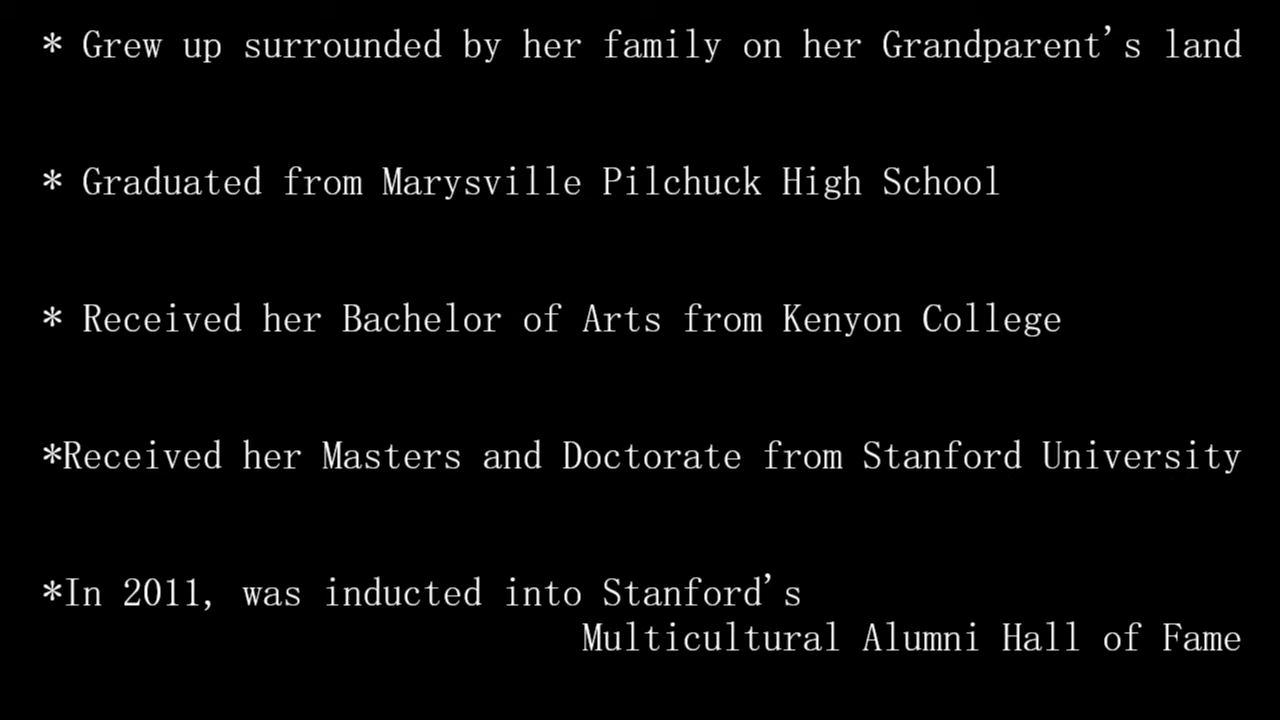 * Grew up surrounded by her family on her Grandparent's land
* Graduated from Marysville Pilchuck High School
* Received her Bachelor of Arts from Kenyon College
*Received her Masters and Doctorate from Stanford University
*In 2011, was inducted into Stanford's
Multicultural Alumni Hall of Fame